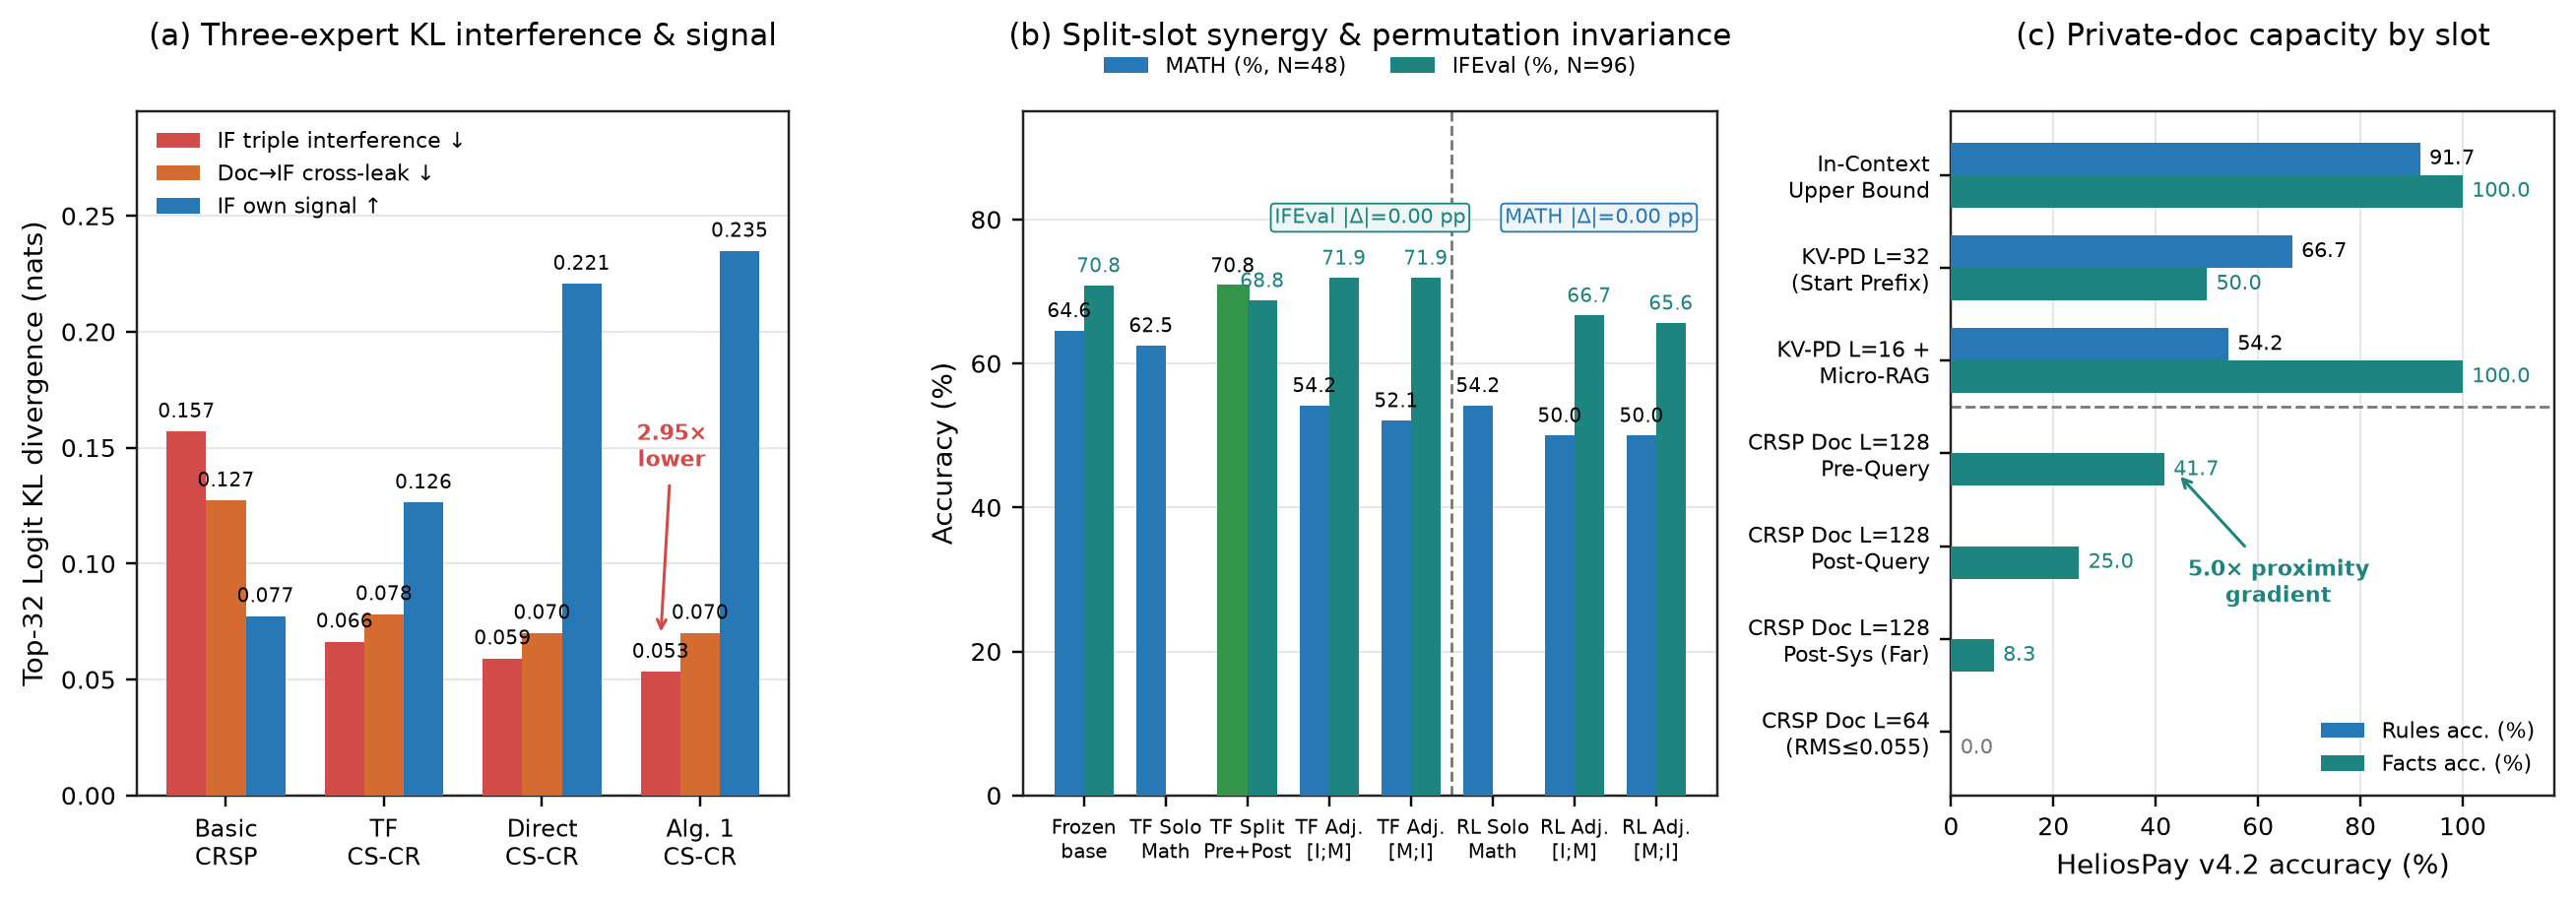 (a) Three-expert KL interference & signal
IF triple interference ↓
Doc→IF cross-leak ↓
IF own signal ↑
Top-32 Logit KL divergence (nats)
0.25
0.20
0.15
0.10
0.05
0.00
0.157
0.127
0.077
0.066
0.078
0.126
0.059
0.070
0.221
0.053
0.070
0.235
2.95×
lower
Basic
CRSP
TF
CS-CR
Direct
CS-CR
Alg. 1
CS-CR
(b) Split-slot synergy & permutation invariance
MATH (%, N=48)
IFEval (%, N=96)
Accuracy (%)
80
60
40
20
0
IFEval |Δ|=0.00 pp
MATH |Δ|=0.00 pp
64.6
70.8
62.5
70.8
68.8
54.2
71.9
52.1
71.9
54.2
50.0
66.7
50.0
65.6
Frozen
base
TF Solo
Math
TF Split
Pre+Post
TF Adj.
[I;M]
TF Adj.
[M;I]
RL Solo
Math
RL Adj.
[I;M]
RL Adj.
[M;I]
(c) Private-doc capacity by slot
In-Context
Upper Bound
91.7
100.0
KV-PD L=32
(Start Prefix)
66.7
50.0
KV-PD L=16 +
Micro-RAG
54.2
100.0
CRSP Doc L=128
Pre-Query
41.7
CRSP Doc L=128
Post-Query
25.0
5.0× proximity
gradient
CRSP Doc L=128
Post-Sys (Far)
8.3
CRSP Doc L=64
(RMS≤0.055)
0.0
Rules acc. (%)
Facts acc. (%)
0
20
40
60
80
100
HeliosPay v4.2 accuracy (%)